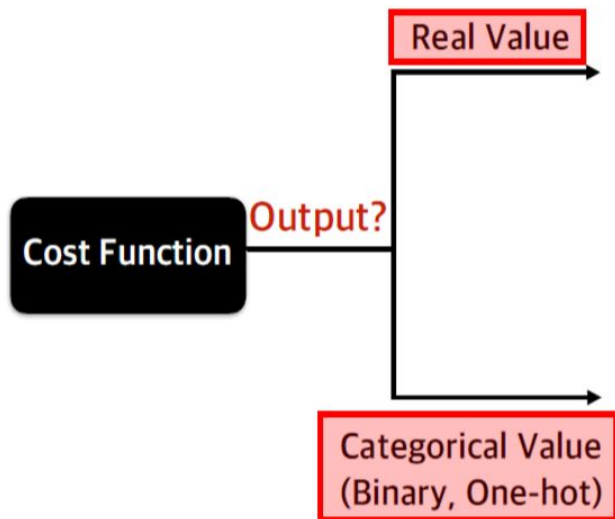 Real Value
Output?
Cost Function
Categorical Value
(Binary, One-hot)